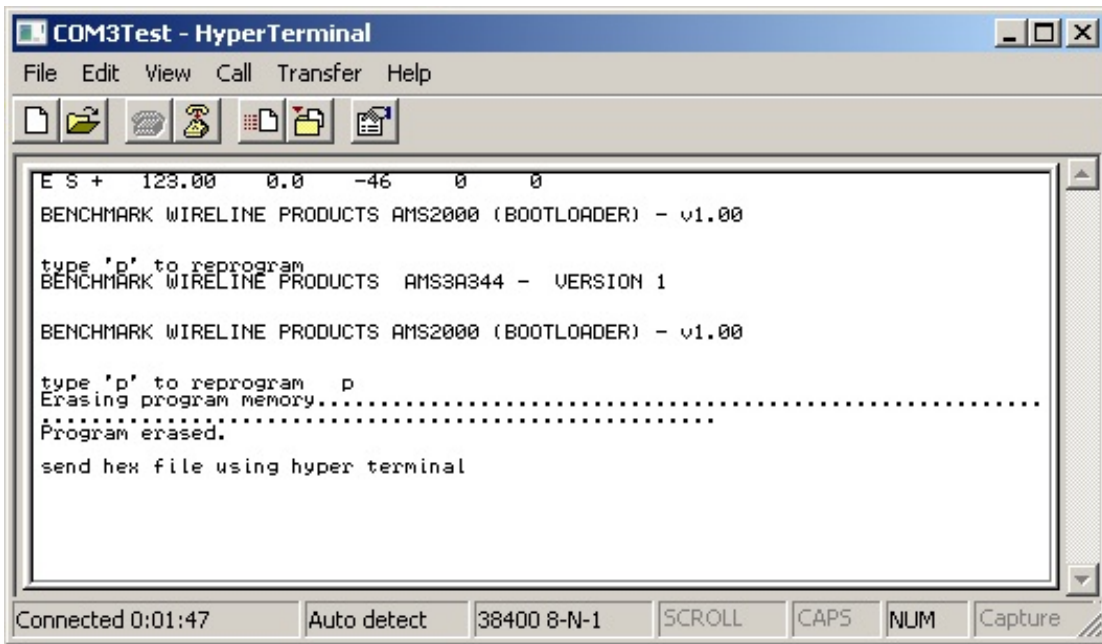 COM3Test - HyperTerminal
File Edit View Call Transfer Help
E S + 123.00 0.0 -46 0 0
BENCHMARK WIRELINE PRODUCTS AMS2000 (BOOTLOADER) - v1.00
type 'p' to reprogram
BENCHMARK WIRELINE PRODUCTS AMS3A344 - VERSION 1
BENCHMARK WIRELINE PRODUCTS AMS2000 (BOOTLOADER) - v1.00
type 'p' to reprogram p
Erasing program memory.......................................................
..................................................
Program erased.
send hex file using hyper terminal
Connected 0:01:47 Auto detect 38400 8-N-1 SCROLL CAPS NUM Capture